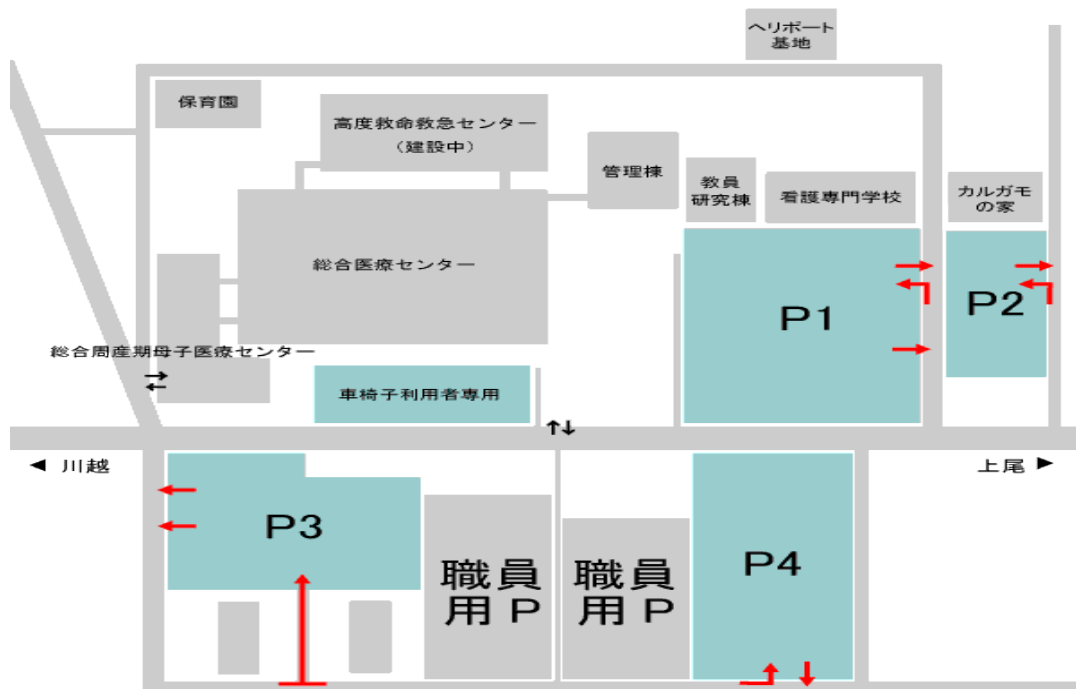 ヘリポート
基地
保育園
高度救命救急センター
（建設中）
管理棟
教員
研究棟
看護専門学校
カルガモ
の家
総合医療センター
P1
P2
総合周産期母子医療センター
車椅子利用者専用
◀ 川越
上尾 ▶
P3
職員
用 P
職員
用 P
P4